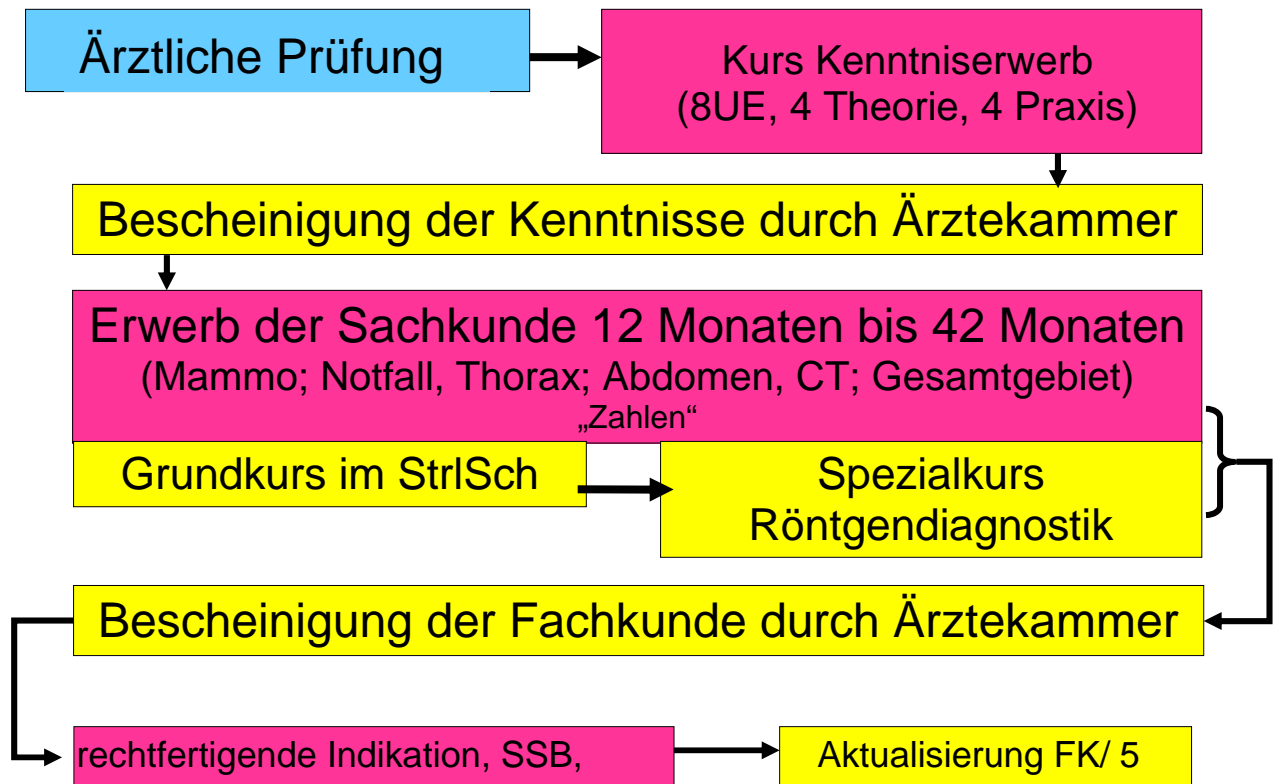 Ärztliche Prüfung
Kurs Kenntniserwerb
(8UE, 4 Theorie, 4 Praxis)
Bescheinigung der Kenntnisse durch Ärztekammer
Erwerb der Sachkunde 12 Monaten bis 42 Monaten
(Mammo; Notfall, Thorax; Abdomen, CT; Gesamtgebiet)
„Zahlen“
Grundkurs im StrlSch
Spezialkurs
Röntgendiagnostik
Bescheinigung der Fachkunde durch Ärztekammer
rechtfertigende Indikation, SSB,
Aktualisierung FK/ 5